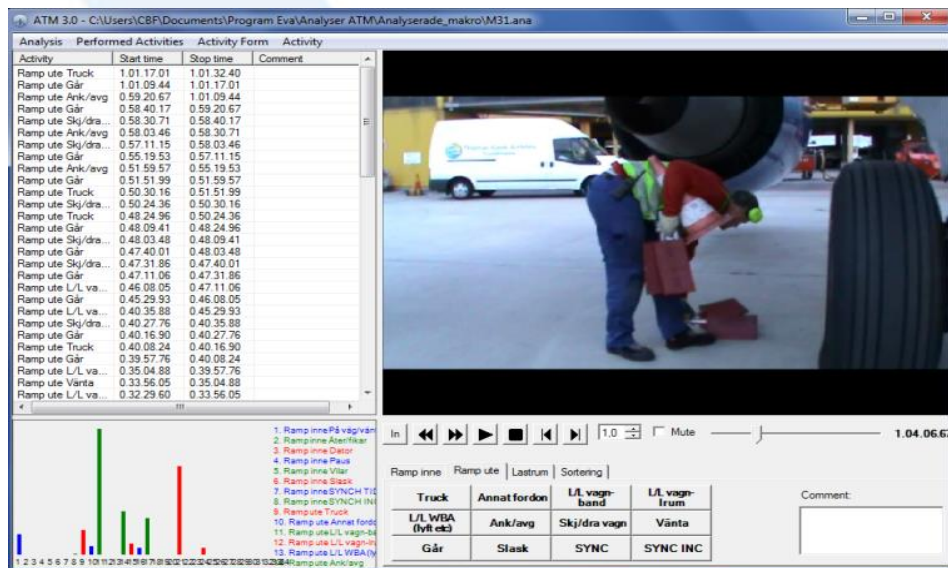 ATM 3.0 - C:\Users\CBF\Documents\Program Eva\Analyser ATM\Analyserade_makro\M31.ana
Analysis Performed Activities Activity Form Activity
Activity Start time Stop time Comment
Ramp ute Truck 1.01.17.01 1.01.32.40
Ramp ute Går 1.01.09.44 1.01.17.01
Ramp ute Ank/avg 0.59.20.67 1.01.09.44
Ramp ute Går 0.58.40.17 0.59.20.67
Ramp ute Skj/dra... 0.58.30.71 0.58.40.17
Ramp ute Ank/avg 0.58.03.46 0.58.30.71
Ramp ute Skj/dra... 0.57.11.15 0.58.03.46
Ramp ute Går 0.55.19.53 0.57.11.15
Ramp ute Ank/avg 0.51.59.57 0.55.19.53
Ramp ute Går 0.51.51.99 0.51.59.57
Ramp ute Truck 0.50.30.16 0.51.51.99
Ramp ute Skj/dra... 0.50.24.36 0.50.30.16
Ramp ute Truck 0.48.24.96 0.50.24.36
Ramp ute Går 0.48.09.41 0.48.24.96
Ramp ute Skj/dra... 0.48.03.48 0.48.09.41
Ramp ute Går 0.47.40.01 0.48.03.48
Ramp ute Skj/dra... 0.47.31.86 0.47.40.01
Ramp ute Går 0.47.11.06 0.47.31.86
Ramp ute L/L va... 0.46.08.05 0.47.11.06
Ramp ute Går 0.45.29.93 0.46.08.05
Ramp ute L/L va... 0.40.35.88 0.45.29.93
Ramp ute Skj/dra... 0.40.27.76 0.40.35.88
Ramp ute Går 0.40.16.90 0.40.27.76
Ramp ute Truck 0.40.08.24 0.40.16.90
Ramp ute Går 0.39.57.76 0.40.08.24
Ramp ute L/L va... 0.35.04.88 0.39.57.76
Ramp ute Vänta 0.33.56.05 0.35.04.88
Ramp ute L/L va... 0.32.29.60 0.33.56.05
1. Ramp inne På väg/vän
2. Ramp inne Äter/fikar
3. Ramp inne Dator
4. Ramp inne Paus
5. Ramp inne Vilar
6. Ramp inne Slask
7. Ramp inne SYNCH TID
8. Ramp inne SYNCH IN
9. Ramp ute Truck
10. Ramp ute Annat fordo
11. Ramp ute L/L vagn-ba
12. Ramp ute L/L vagn-lr
13. Ramp ute L/L WBA (ly
Ramp ute Ank/avg
1 2 3 4 5 6 7 8 9
In 1,0 Mute 1.04.06.6
Ramp inne Ramp ute Lastrum Sortering
Truck Annat fordon L/L vagn-band L/L vagn-lrum
L/L WBA (lyft etc) Ank/avg Skj/dra vagn Vänta
Går Slask SYNC SYNC INC
Comment: